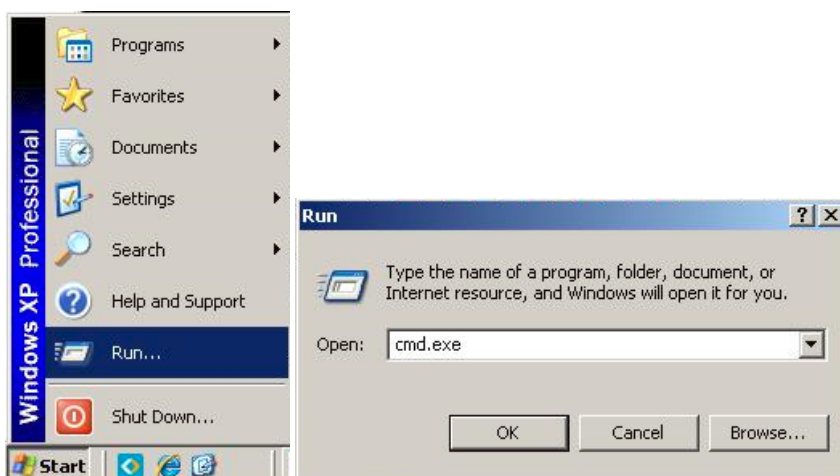 Programs
Favorites
Documents
Settings
Search
Help and Support
Run...
Shut Down...
Windows XP Professional
Start
Run
Type the name of a program, folder, document, or
Internet resource, and Windows will open it for you.
Open: cmd.exe
OK Cancel Browse...